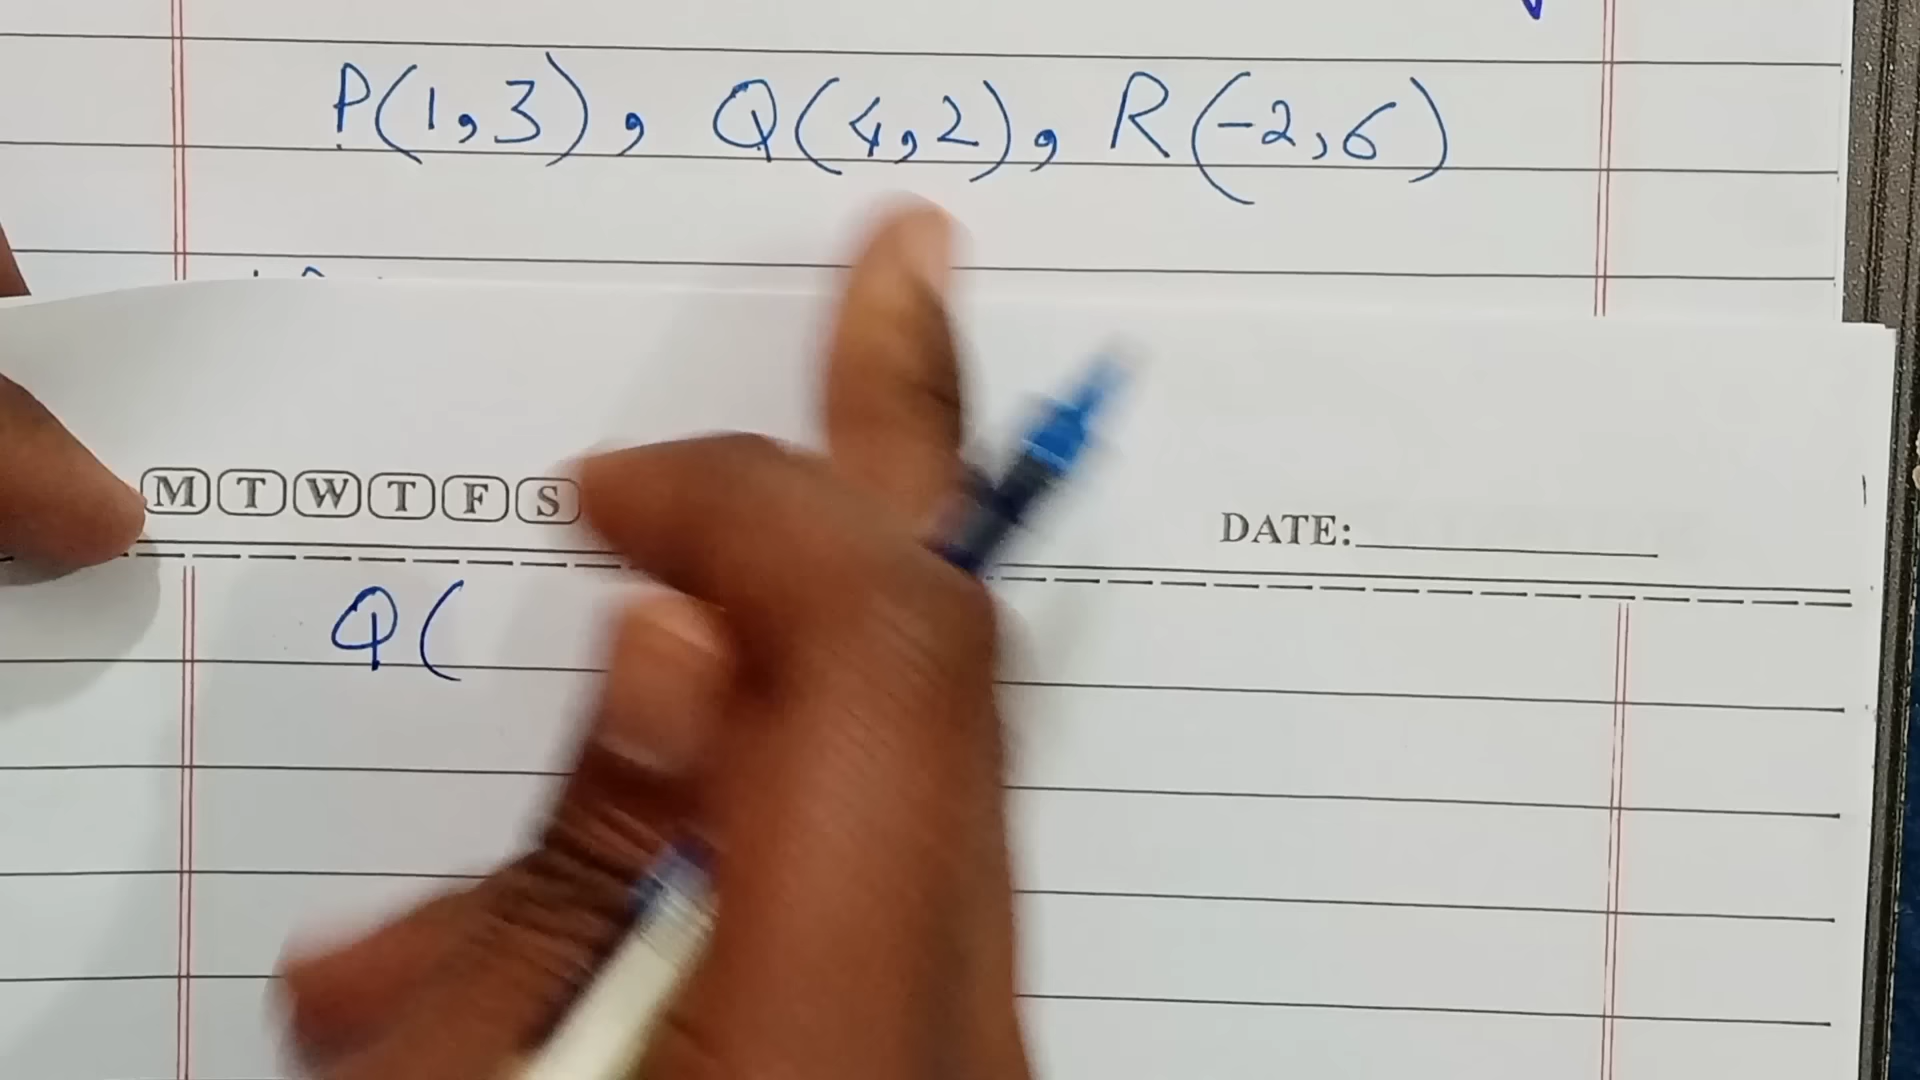 P(1,3), Q(4,2), R(-2,6)
M T W T F S
DATE:
Q(